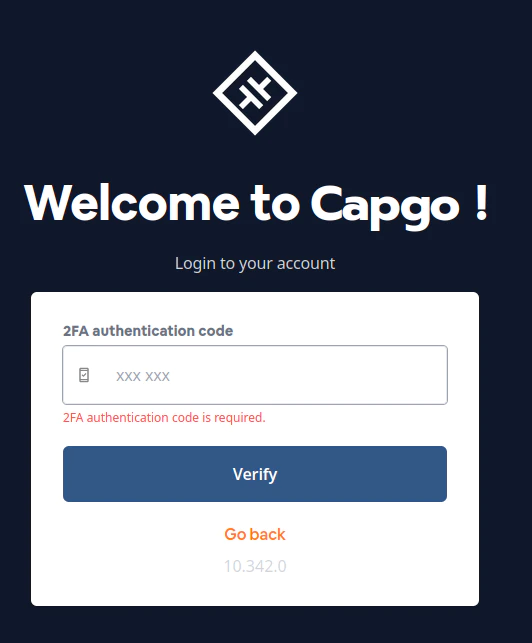 Welcome to Capgo !
Login to your account
2FA authentication code
xxx xxx
2FA authentication code is required.
Verify
Go back
10.342.0